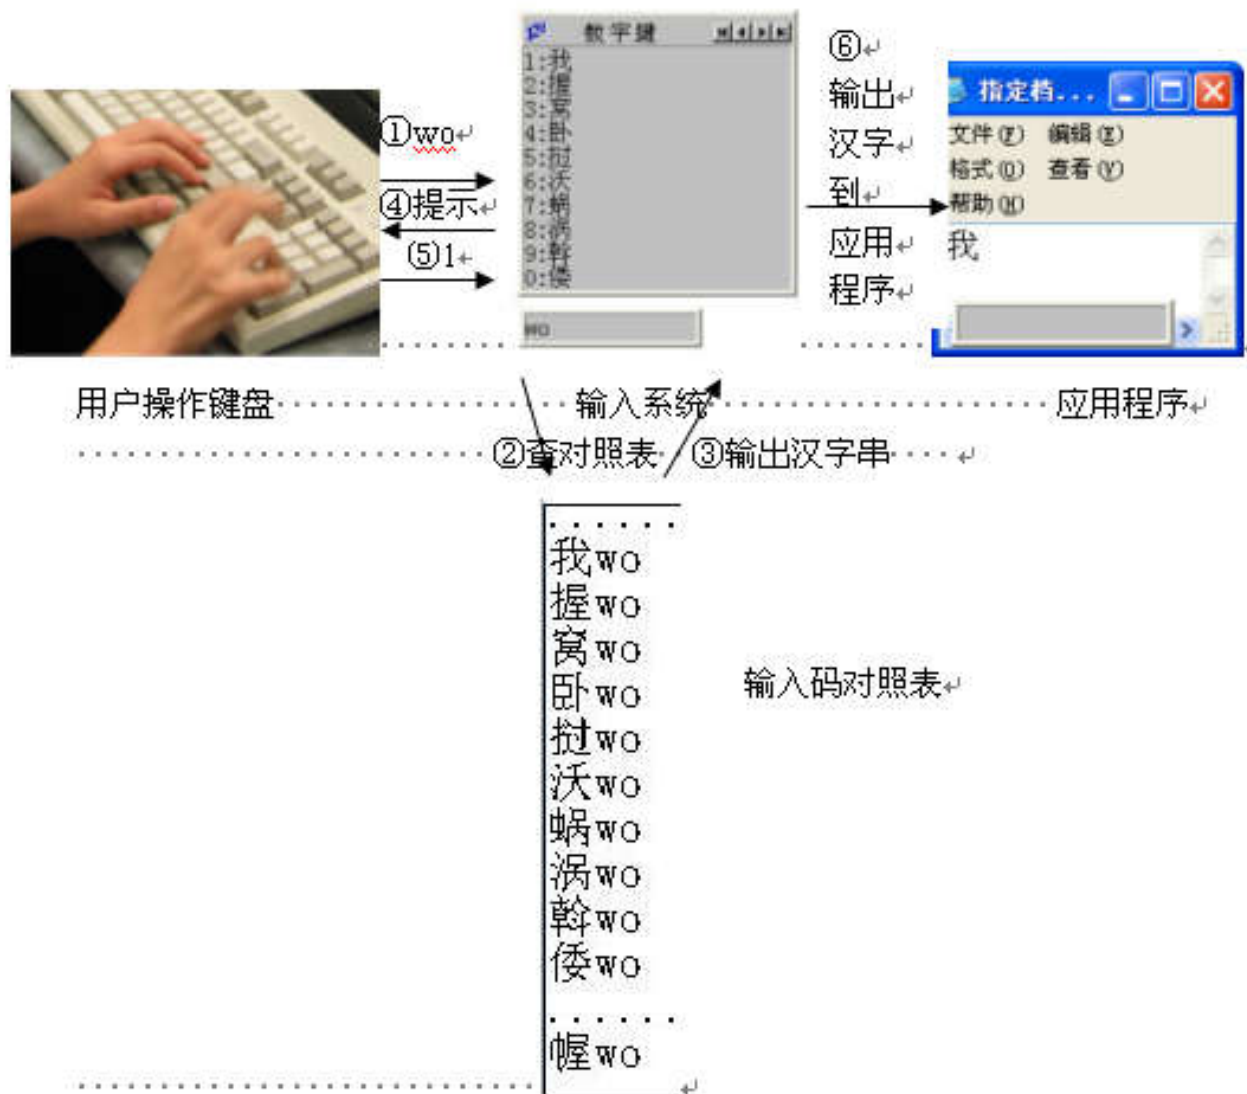 数字键
1:我
2:握
3:窝
4:卧
5:挝
6:沃
7:蜗
8:涡
9:斡
0:倭
wo
①wo
④提示
⑤1
⑥
输出
汉字
到
应用
程序
指定档...
文件(F) 编辑(E)
格式(O) 查看(V)
帮助(H)
我
用户操作键盘 输入系统 应用程序
②查对照表 ③输出汉字串
......
我wo
握wo
窝wo
卧wo
挝wo
沃wo
蜗wo
涡wo
斡wo
倭wo
......
幄wo
输入码对照表